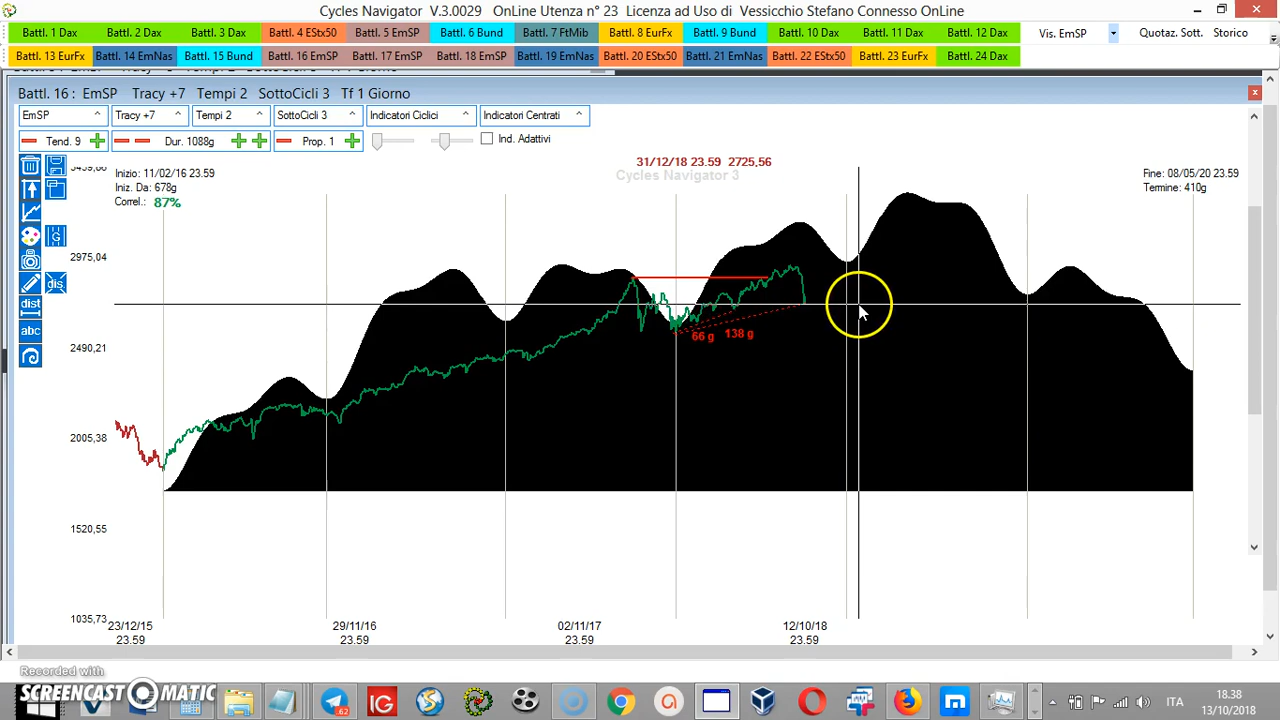 Cycles Navigator V.3.0029 OnLine Utenza n° 23 Licenza ad Uso di Vessicchio Stefano Connesso OnLine
Battl. 1 Dax Battl. 2 Dax Battl. 3 Dax Battl. 4 EStx50 Battl. 5 EmSP Battl. 6 Bund Battl. 7 FtMib Battl. 8 EurFx Battl. 9 Bund Battl. 10 Dax Battl. 11 Dax Battl. 12 Dax Vis. EmSP Quotaz. Sott. Storico
Battl. 13 EurFx Battl. 14 EmNas Battl. 15 Bund Battl. 16 EmSP Battl. 17 EmSP Battl. 18 EmSP Battl. 19 EmNas Battl. 20 EStx50 Battl. 21 EmNas Battl. 22 EStx50 Battl. 23 EurFx Battl. 24 Dax
Battl. 16 : EmSP Tracy +7 Tempi 2 SottoCicli 3 Tf 1 Giorno
EmSP Tracy +7 Tempi 2 SottoCicli 3 Indicatori Ciclici Indicatori Centrati
Tend. 9 Dur. 1088g Prop. 1 Ind. Adattivi
31/12/18 23.59 2725,56
Cycles Navigator 3
Inizio: 11/02/16 23.59
Iniz. Da: 678g
Correl.: 87%
Fine: 08/05/20 23.59
Termine: 410g
G
dis
dist
abc
2975,04
2490,21
2005,38
1520,55
1035,73
66 g 138 g
23/12/15 29/11/16 02/11/17 12/10/18
23.59 23.59 23.59 23.59
Recorded with
SCREENCAST MATIC
62
IG
ITA
18.38
13/10/2018